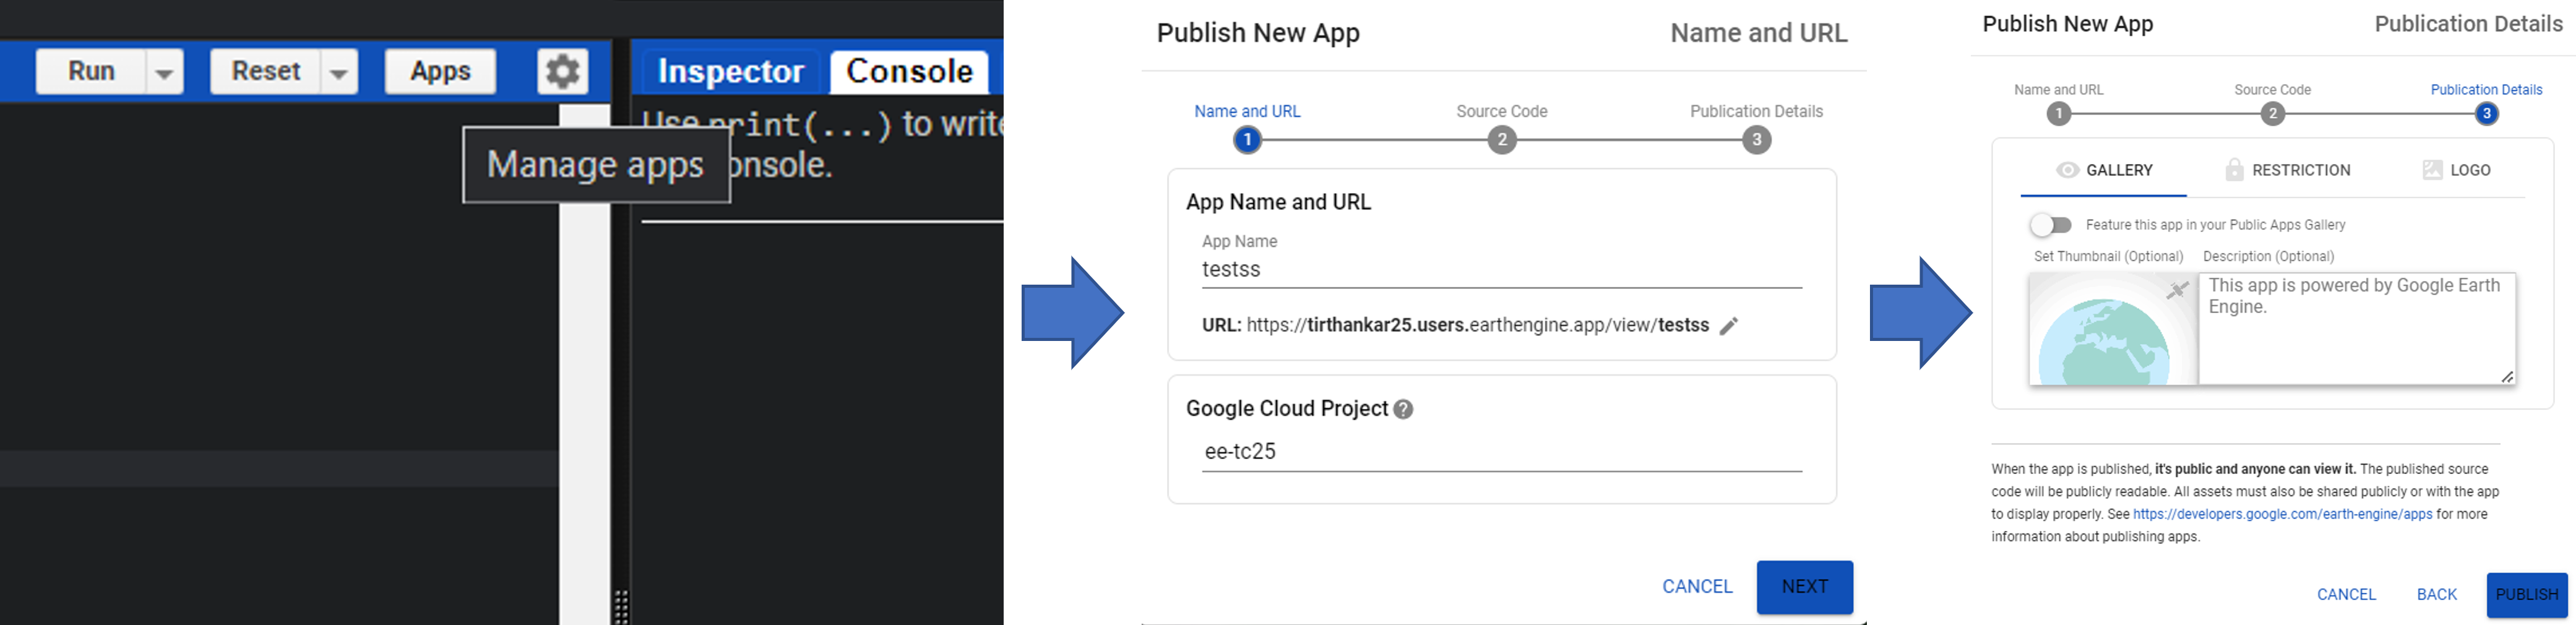 Run
Reset
Apps
Inspector
Console
Use print(...) to write
onsole.
Manage apps
Publish New App
Name and URL
Name and URL
Source Code
Publication Details
1
2
3
App Name and URL
App Name
testss
URL: https://tirthankar25.users.earthengine.app/view/testss
Google Cloud Project ?
ee-tc25
CANCEL
NEXT
Publish New App
Publication Details
Name and URL
Source Code
Publication Details
1
2
3
GALLERY
RESTRICTION
LOGO
Feature this app in your Public Apps Gallery
Set Thumbnail (Optional)
Description (Optional)
This app is powered by Google Earth
Engine.
When the app is published, it's public and anyone can view it. The published source
code will be publicly readable. All assets must also be shared publicly or with the app
to display properly. See https://developers.google.com/earth-engine/apps for more
information about publishing apps.
CANCEL
BACK
PUBLISH